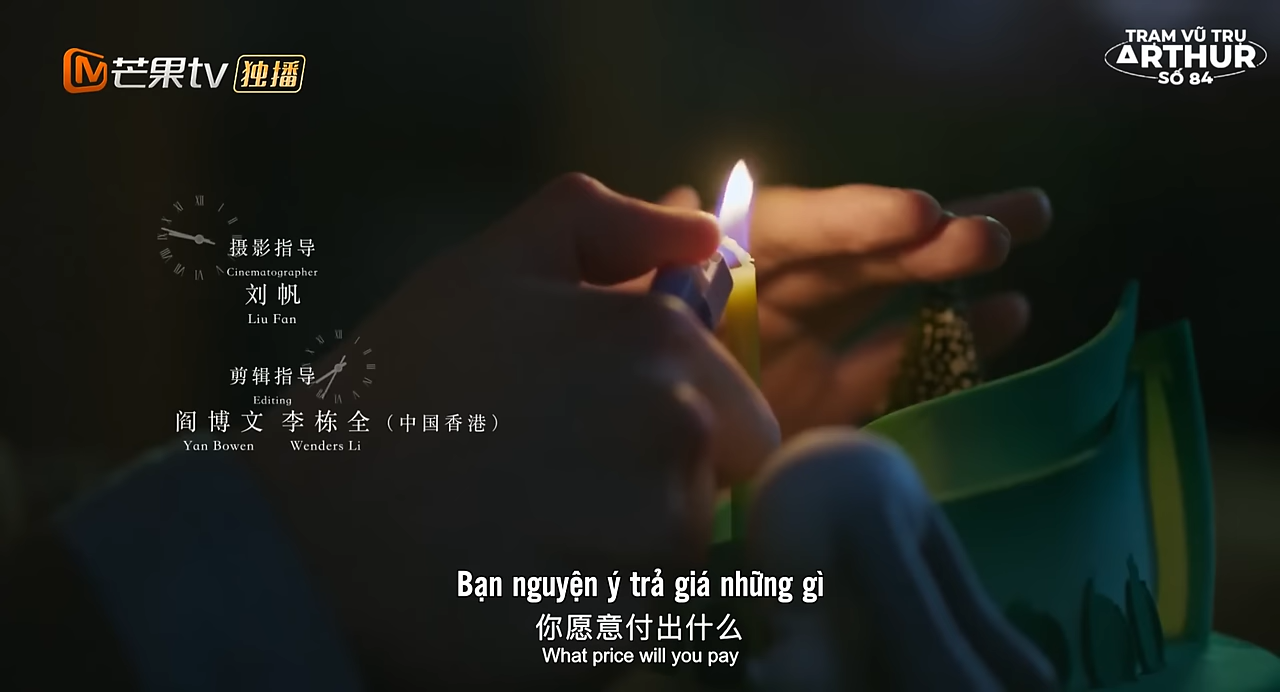 芒果tv 独播
TRẠM VŨ TRỤ
ARTHUR
SỐ 84
摄影指导
Cinematographer
刘 帆
Liu Fan
剪辑指导
Editing
阎 博 文 李 栋 全 （中国香港）
Yan Bowen Wenders Li
Bạn nguyện ý trả giá những gì
你愿意付出什么
What price will you pay